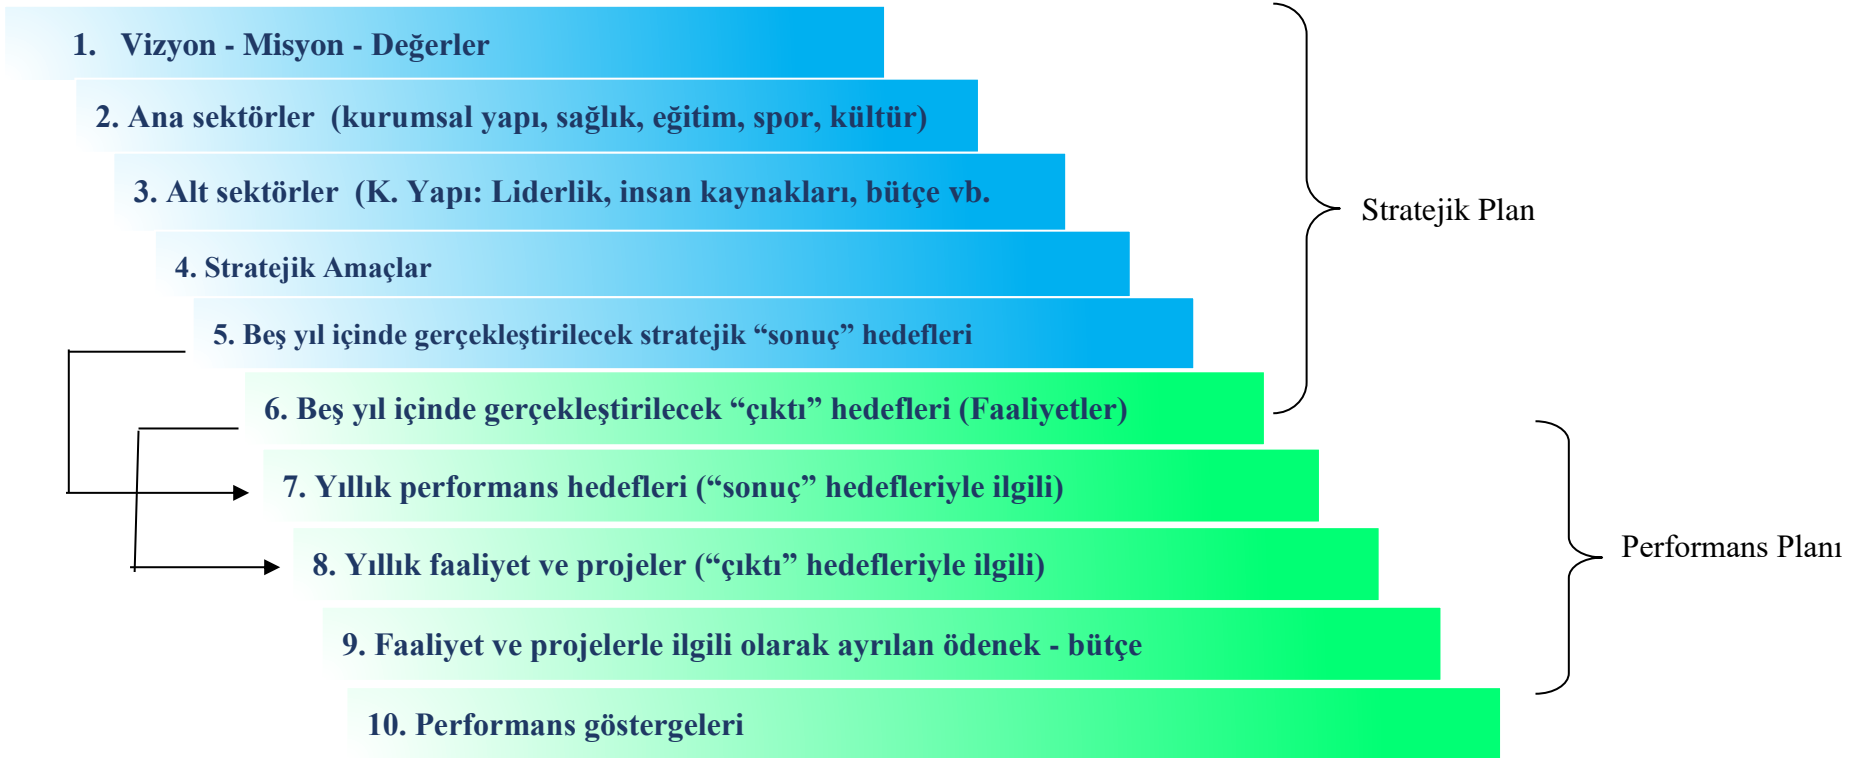 1. Vizyon - Misyon - Değerler
2. Ana sektörler (kurumsal yapı, sağlık, eğitim, spor, kültür)
3. Alt sektörler (K. Yapı: Liderlik, insan kaynakları, bütçe vb.
Stratejik Plan
4. Stratejik Amaçlar
5. Beş yıl içinde gerçekleştirilecek stratejik “sonuç” hedefleri
6. Beş yıl içinde gerçekleştirilecek “çıktı” hedefleri (Faaliyetler)
7. Yıllık performans hedefleri (“sonuç” hedefleriyle ilgili)
Performans Planı
8. Yıllık faaliyet ve projeler (“çıktı” hedefleriyle ilgili)
9. Faaliyet ve projelerle ilgili olarak ayrılan ödenek - bütçe
10. Performans göstergeleri